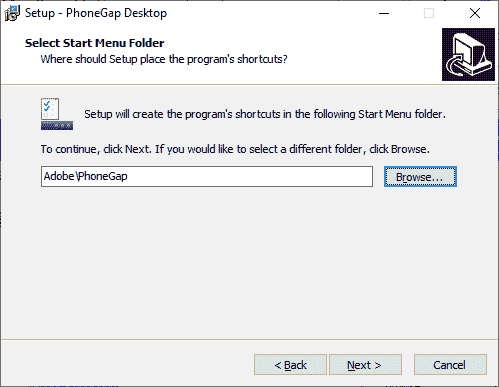 Setup - PhoneGap Desktop
Select Start Menu Folder
Where should Setup place the program's shortcuts?
Setup will create the program's shortcuts in the following Start Menu folder.
To continue, click Next. If you would like to select a different folder, click Browse.
Adobe\PhoneGap
Browse...
< Back
Next >
Cancel